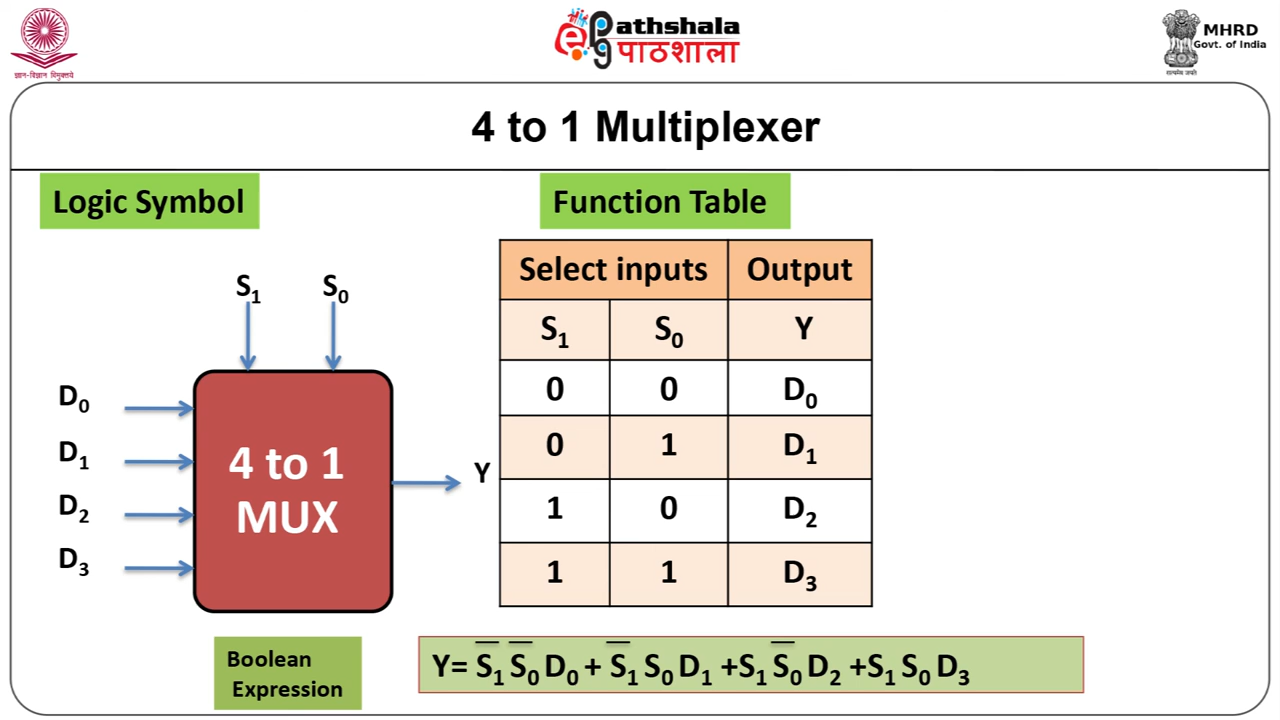 ज्ञान-विज्ञान विमुक्तये
ePathshala
पाठशाला
MHRD
Govt. of India
सत्यमेव जयते
4 to 1 Multiplexer
Logic Symbol
Function Table
S₁ S₀
D₀
D₁
D₂
D₃
4 to 1
MUX
Y
Select inputs Output
S₁ S₀ Y
0 0 D₀
0 1 D₁
1 0 D₂
1 1 D₃
Boolean
Expression
Y= S̅₁ S̅₀ D₀ + S̅₁ S₀ D₁ +S₁ S̅₀ D₂ +S₁ S₀ D₃